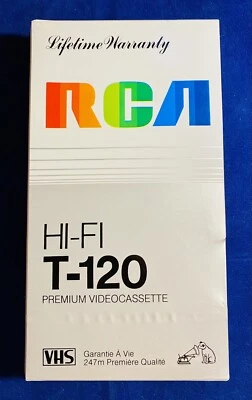 Lifetime Warranty
RCA
HI-FI
T-120
PREMIUM VIDEOCASSETTE
VHS
Garantie À Vie
247m Première Qualité